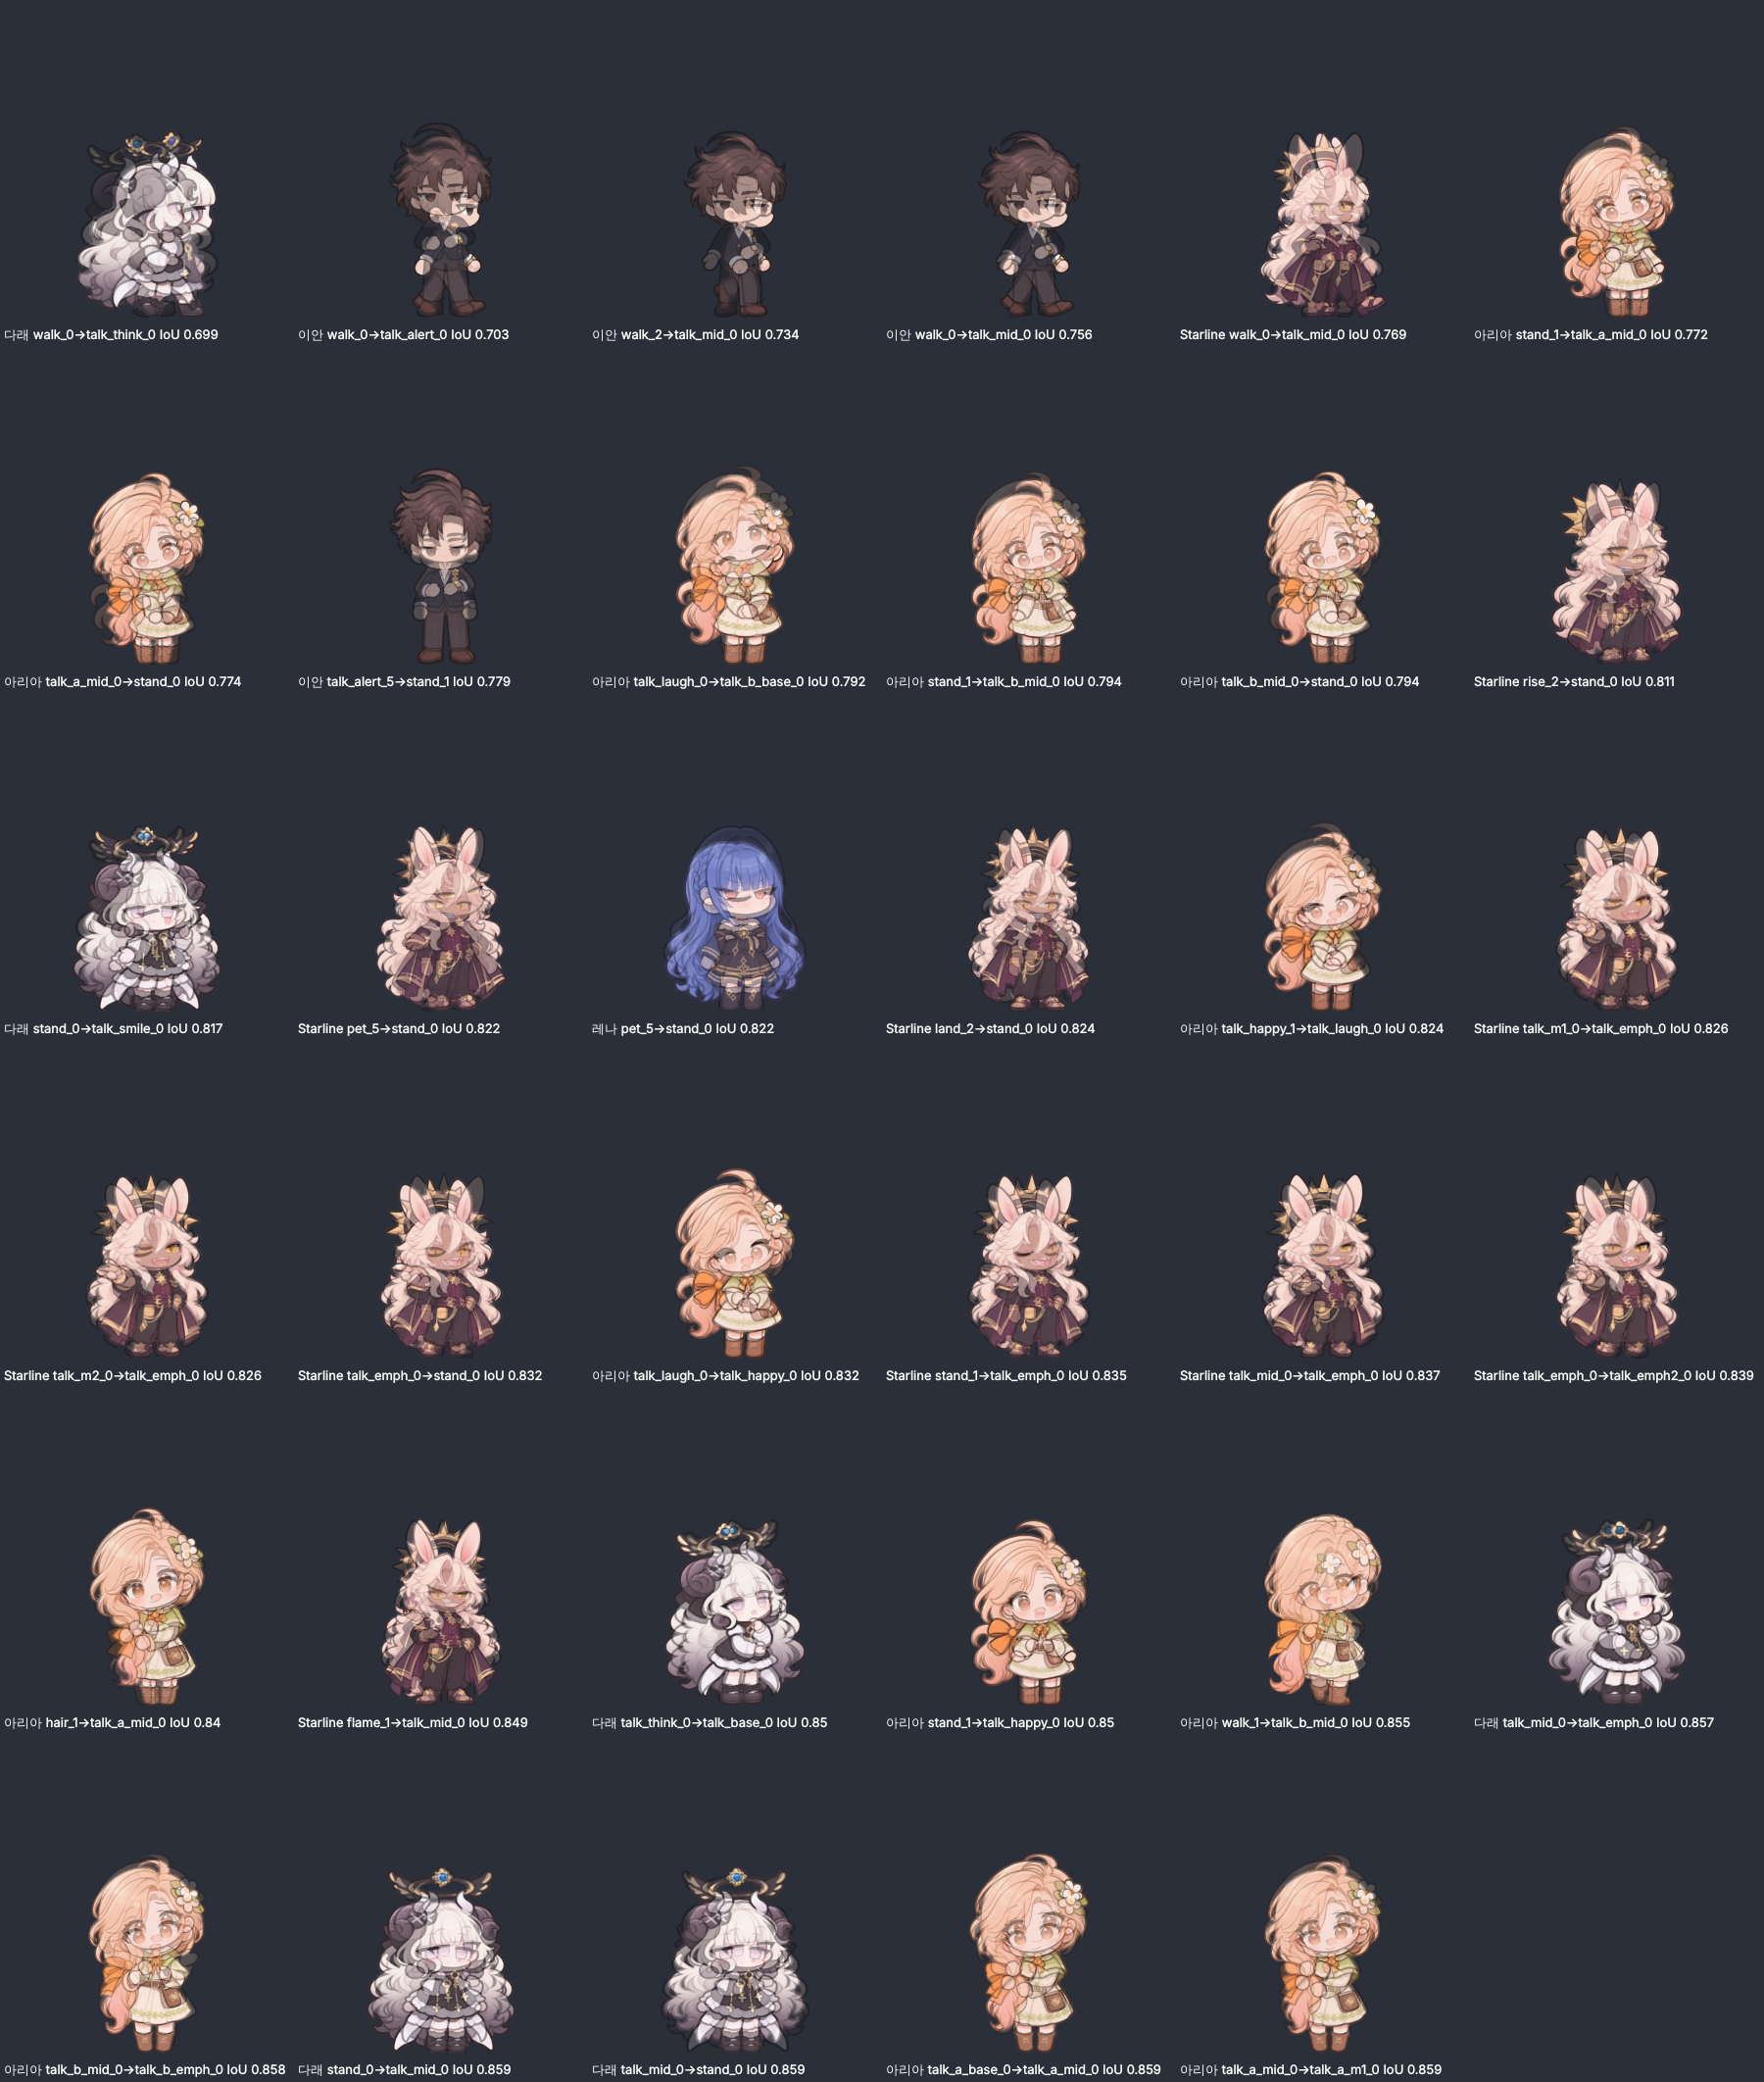 다래 walk_0→talk_think_0 IoU 0.699
이안 walk_0→talk_alert_0 IoU 0.703
이안 walk_2→talk_mid_0 IoU 0.734
이안 walk_0→talk_mid_0 IoU 0.756
Starline walk_0→talk_mid_0 IoU 0.769
아리아 stand_1→talk_a_mid_0 IoU 0.772
아리아 talk_a_mid_0→stand_0 IoU 0.774
이안 talk_alert_5→stand_1 IoU 0.779
아리아 talk_laugh_0→talk_b_base_0 IoU 0.792
아리아 stand_1→talk_b_mid_0 IoU 0.794
아리아 talk_b_mid_0→stand_0 IoU 0.794
Starline rise_2→stand_0 IoU 0.811
다래 stand_0→talk_smile_0 IoU 0.817
Starline pet_5→stand_0 IoU 0.822
레나 pet_5→stand_0 IoU 0.822
Starline land_2→stand_0 IoU 0.824
아리아 talk_happy_1→talk_laugh_0 IoU 0.824
Starline talk_m1_0→talk_emph_0 IoU 0.826
Starline talk_m2_0→talk_emph_0 IoU 0.826
Starline talk_emph_0→stand_0 IoU 0.832
아리아 talk_laugh_0→talk_happy_0 IoU 0.832
Starline stand_1→talk_emph_0 IoU 0.835
Starline talk_mid_0→talk_emph_0 IoU 0.837
Starline talk_emph_0→talk_emph2_0 IoU 0.839
아리아 hair_1→talk_a_mid_0 IoU 0.84
Starline flame_1→talk_mid_0 IoU 0.849
다래 talk_think_0→talk_base_0 IoU 0.85
아리아 stand_1→talk_happy_0 IoU 0.85
아리아 walk_1→talk_b_mid_0 IoU 0.855
다래 talk_mid_0→talk_emph_0 IoU 0.857
아리아 talk_b_mid_0→talk_b_emph_0 IoU 0.858
다래 stand_0→talk_mid_0 IoU 0.859
다래 talk_mid_0→stand_0 IoU 0.859
아리아 talk_a_base_0→talk_a_mid_0 IoU 0.859
아리아 talk_a_mid_0→talk_a_m1_0 IoU 0.859